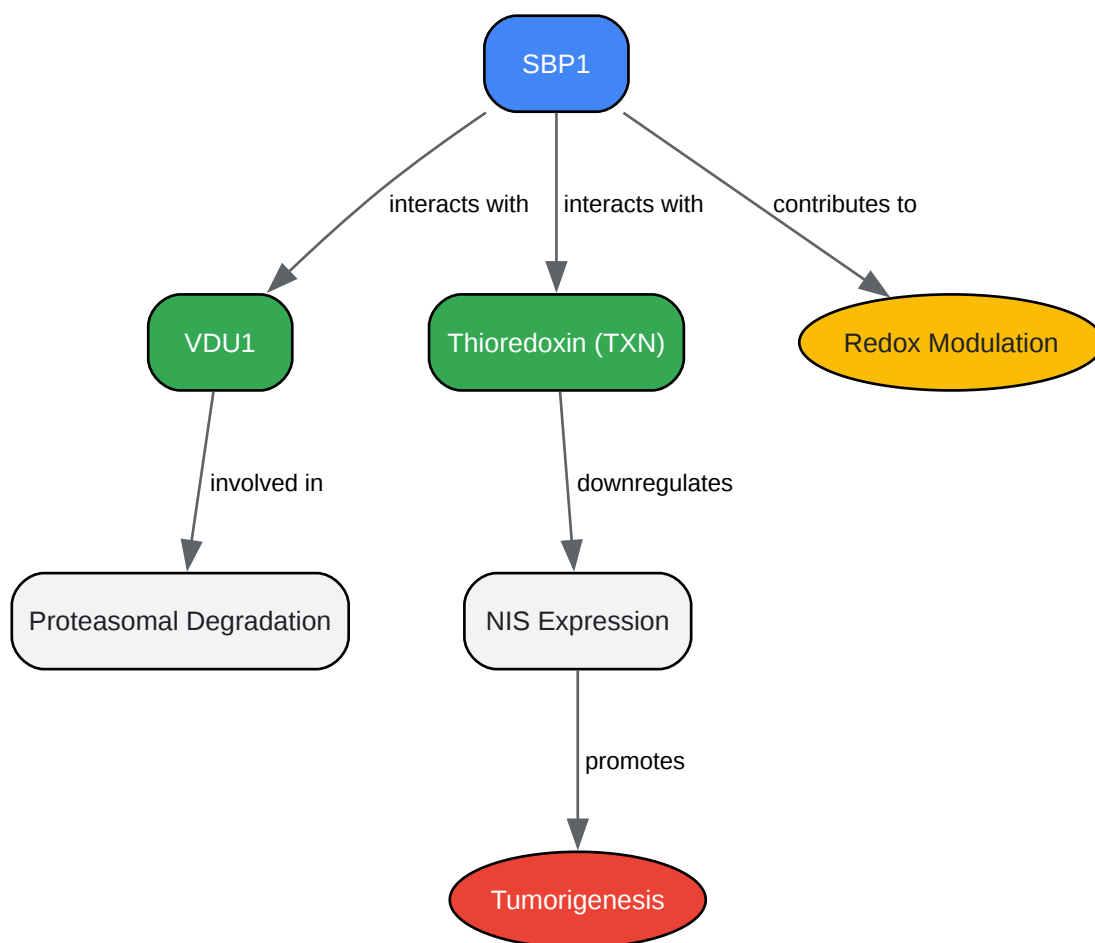 SBP1
interacts with
interacts with
contributes to
VDU1
Thioredoxin (TXN)
Redox Modulation
involved in
downregulates
Proteasomal Degradation
NIS Expression
promotes
Tumorigenesis